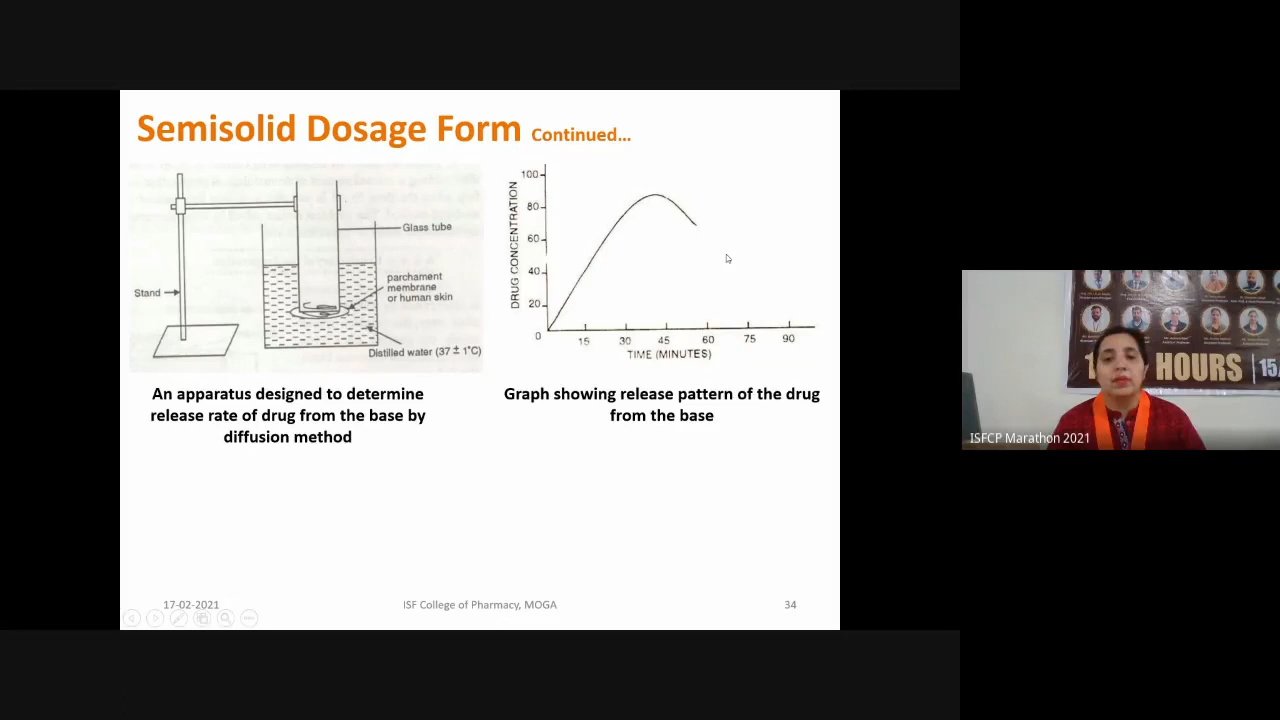 Semisolid Dosage Form Continued...
Glass tube
parchament
membrane
or human skin
Stand
Distilled water (37 ± 1°C)
DRUG CONCENTRATION
100
80
60
40
20
0
15
30
45
60
75
90
TIME (MINUTES)
An apparatus designed to determine
release rate of drug from the base by
diffusion method
Graph showing release pattern of the drug
from the base
17-02-2021
ISF College of Pharmacy, MOGA
34
HOURS
15
ISFCP Marathon 2021